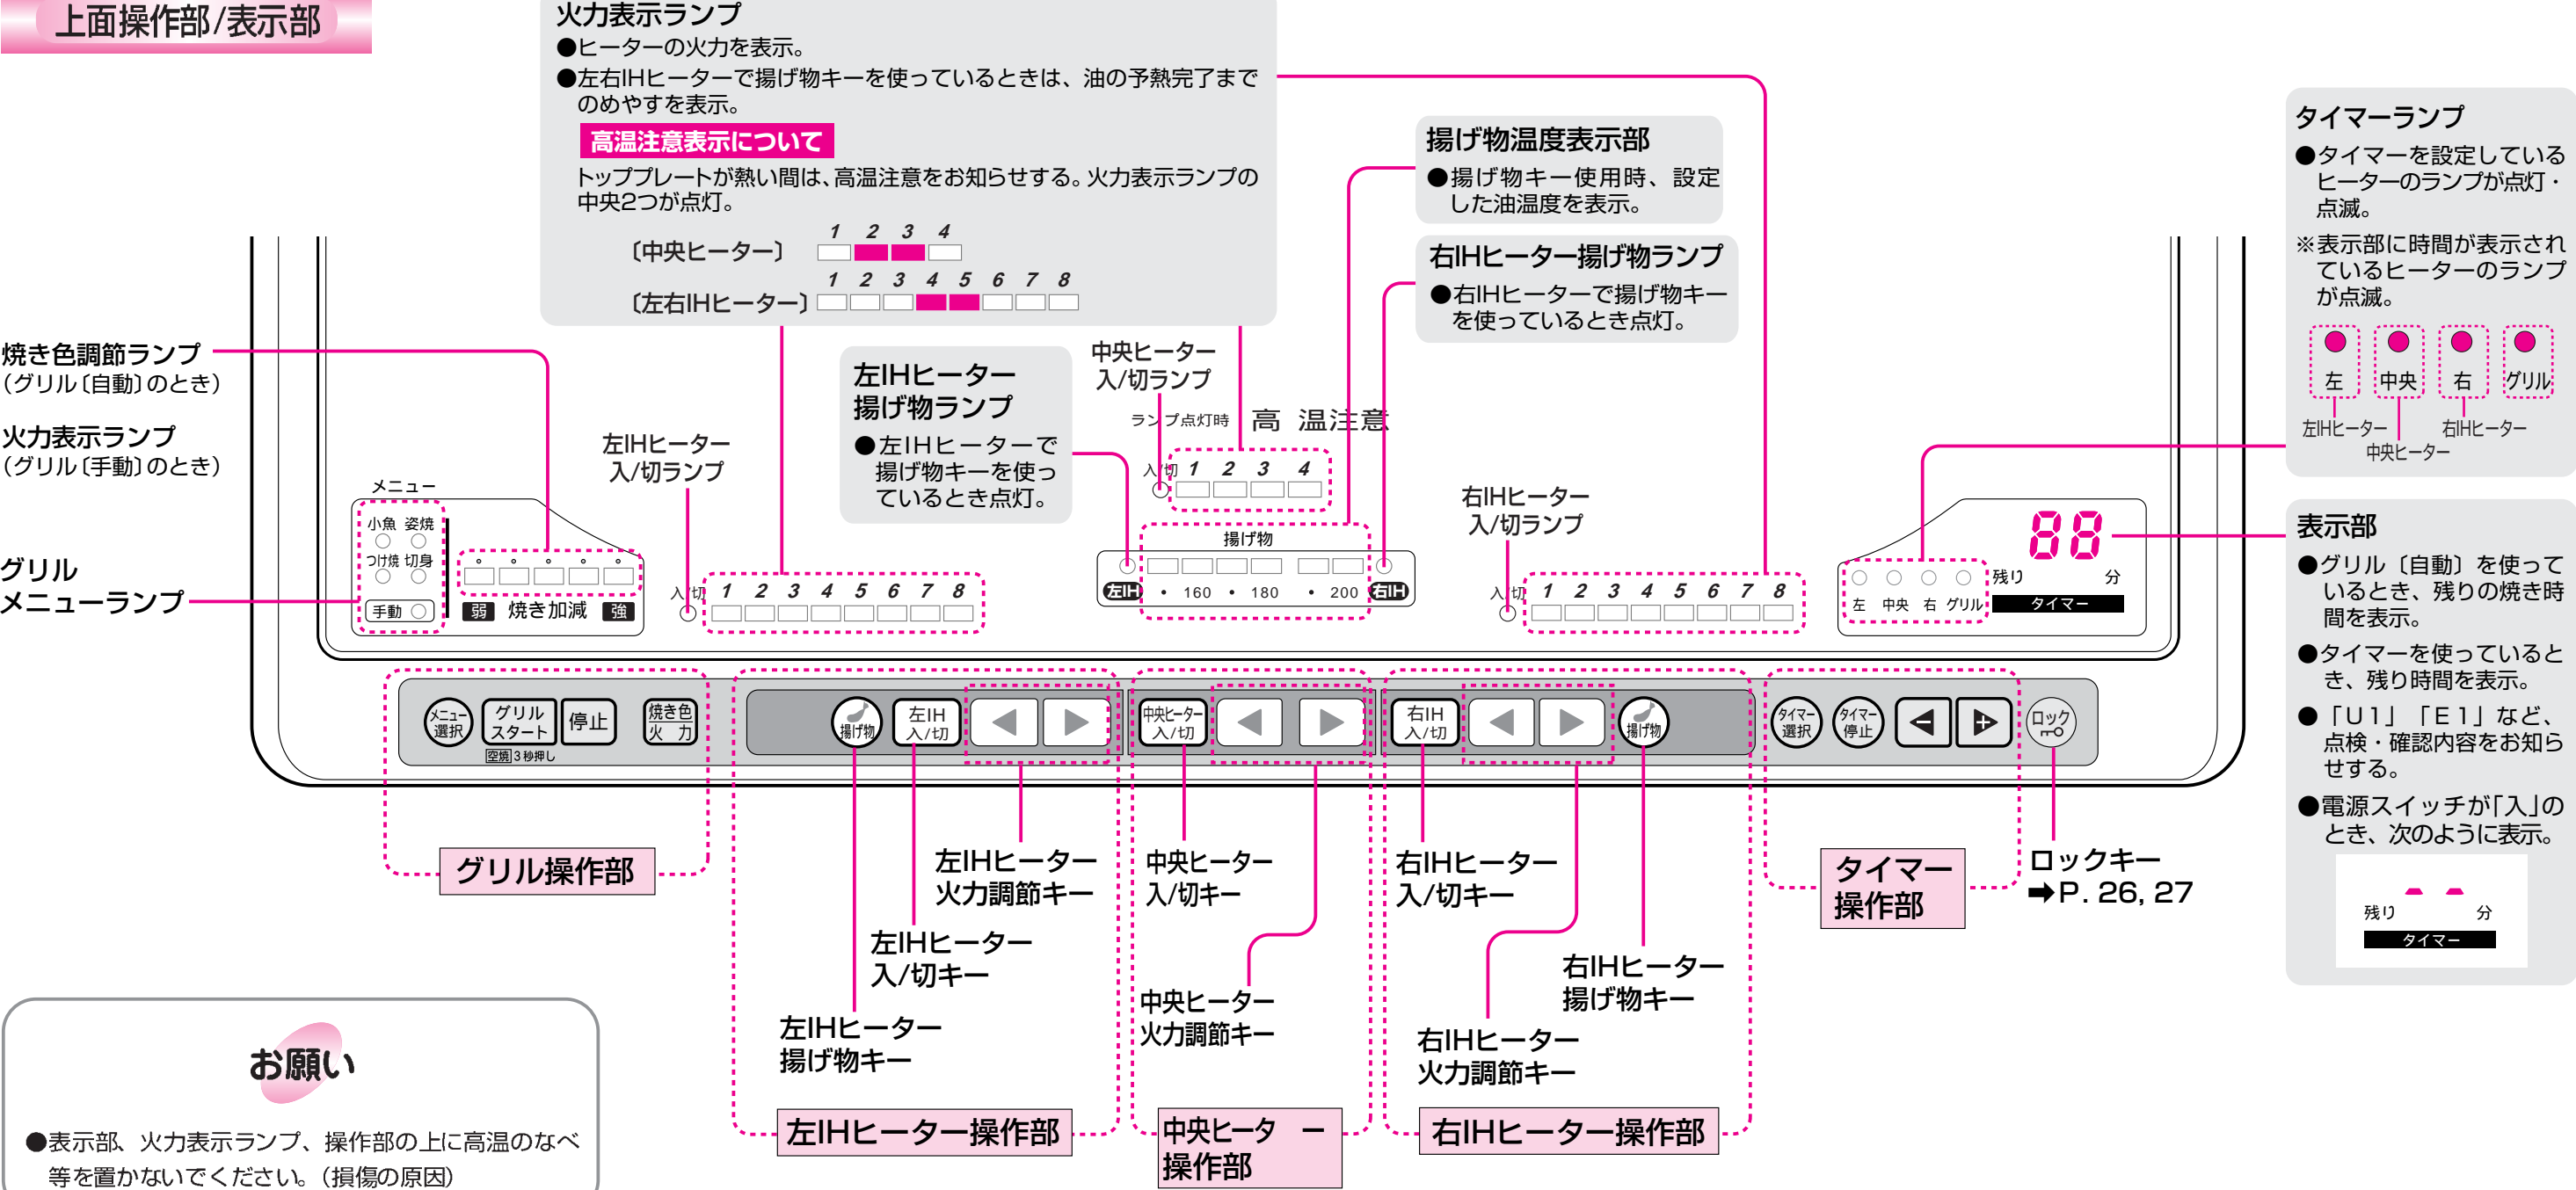 上面操作部/表示部
火力表示ランプ
●ヒーターの火力を表示。
●左右IHヒーターで揚げ物キーを使っているときは、油の予熱完了まで
のめやすを表示。
高温注意表示について
トッププレートが熱い間は、高温注意をお知らせする。火力表示ランプの
中央2つが点灯。
〔中央ヒーター〕
1 2 3 4
〔左右IHヒーター〕
1 2 3 4 5 6 7 8
揚げ物温度表示部
●揚げ物キー使用時、設定
した油温度を表示。
右IHヒーター揚げ物ランプ
●右IHヒーターで揚げ物キー
を使っているとき点灯。
タイマーランプ
●タイマーを設定している
ヒーターのランプが点灯・
点滅。
※表示部に時間が表示され
ているヒーターのランプ
が点滅。
左 中央 右 グリル
左IHヒーター 右IHヒーター
中央ヒーター
焼き色調節ランプ
（グリル〔自動〕のとき）
火力表示ランプ
（グリル〔手動〕のとき）
グリル
メニューランプ
左IHヒーター
入/切ランプ
左IHヒーター
揚げ物ランプ
●左IHヒーターで
揚げ物キーを使っ
ているとき点灯。
中央ヒーター
入/切ランプ
ランプ点灯時 高 温注意
入/切 1 2 3 4
右IHヒーター
入/切ランプ
メニュー
小魚 姿焼
つけ焼 切身
手動
弱 焼き加減 強
入/切 1 2 3 4 5 6 7 8
揚げ物
左IH ・ 160 ・ 180 ・ 200 右IH
入/切 1 2 3 4 5 6 7 8
88
残り 分
左 中央 右 グリル
タイマー
表示部
●グリル〔自動〕を使って
いるとき、残りの焼き時
間を表示。
●タイマーを使っていると
き、残り時間を表示。
●「U1」「E1」など、
点検・確認内容をお知ら
せする。
●電源スイッチが「入」の
とき、次のように表示。
- -
残り 分
タイマー
メニュー
選択
グリル
スタート
空焼 3秒押し
停止
焼き色
火 力
揚げ物
左IH
入/切
◀ ▶
中央ヒーター
入/切
◀ ▶
右IH
入/切
◀ ▶
揚げ物
タイマー
選択
タイマー
停止
− +
ロック
グリル操作部
左IHヒーター
火力調節キー
左IHヒーター
入/切キー
左IHヒーター
揚げ物キー
左IHヒーター操作部
中央ヒーター
入/切キー
中央ヒーター
火力調節キー
中央ヒータ ー
操作部
右IHヒーター
入/切キー
右IHヒーター
揚げ物キー
右IHヒーター
火力調節キー
右IHヒーター操作部
タイマー
操作部
ロックキー
➡P. 26, 27
お願い
●表示部、火力表示ランプ、操作部の上に高温のなべ
等を置かないでください。（損傷の原因）